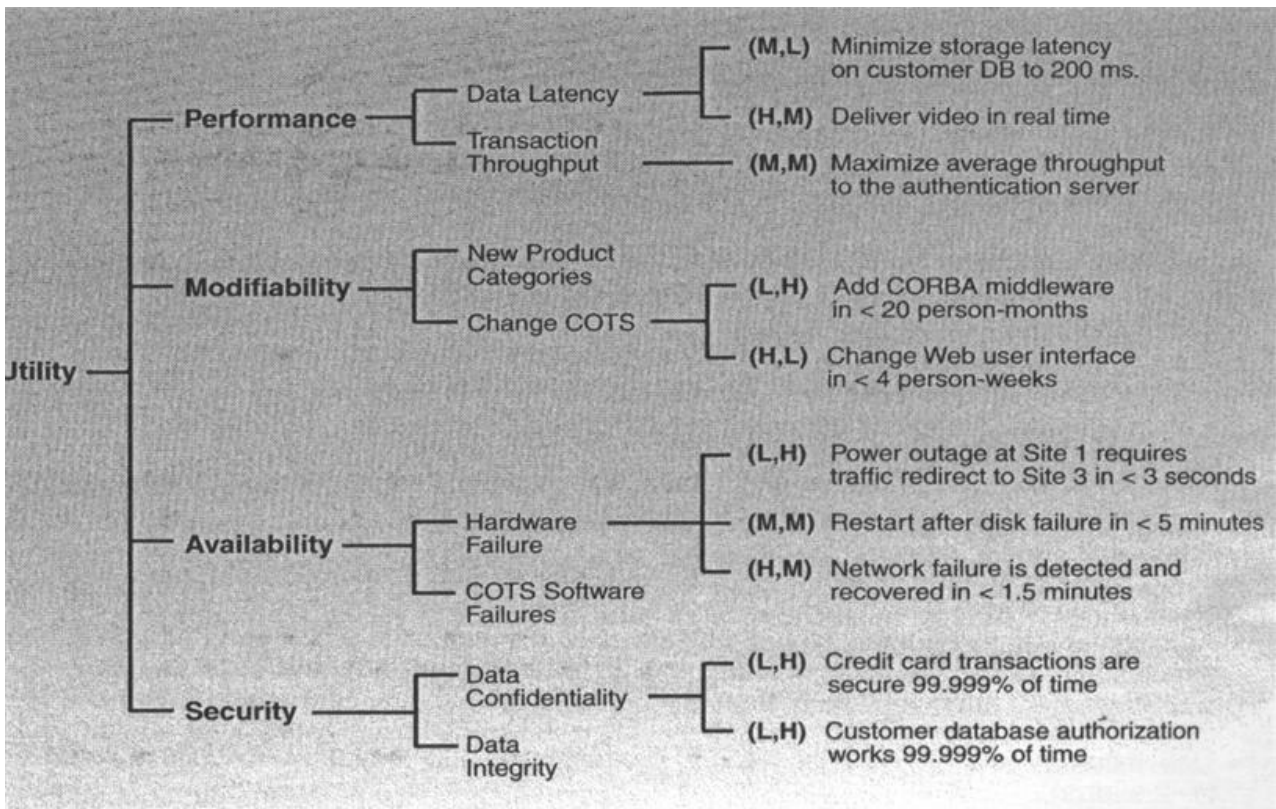 (M,L) Minimize storage latency
on customer DB to 200 ms.
Data Latency
Performance
(H,M) Deliver video in real time
Transaction
Throughput
(M,M) Maximize average throughput
to the authentication server
New Product
Categories
Modifiability
(L,H) Add CORBA middleware
in < 20 person-months
Change COTS
(H,L) Change Web user interface
in < 4 person-weeks
Utility
(L,H) Power outage at Site 1 requires
traffic redirect to Site 3 in < 3 seconds
Hardware
Failure
(M,M) Restart after disk failure in < 5 minutes
Availability
(H,M) Network failure is detected and
recovered in < 1.5 minutes
COTS Software
Failures
(L,H) Credit card transactions are
secure 99.999% of time
Data
Confidentiality
Security
(L,H) Customer database authorization
works 99.999% of time
Data
Integrity